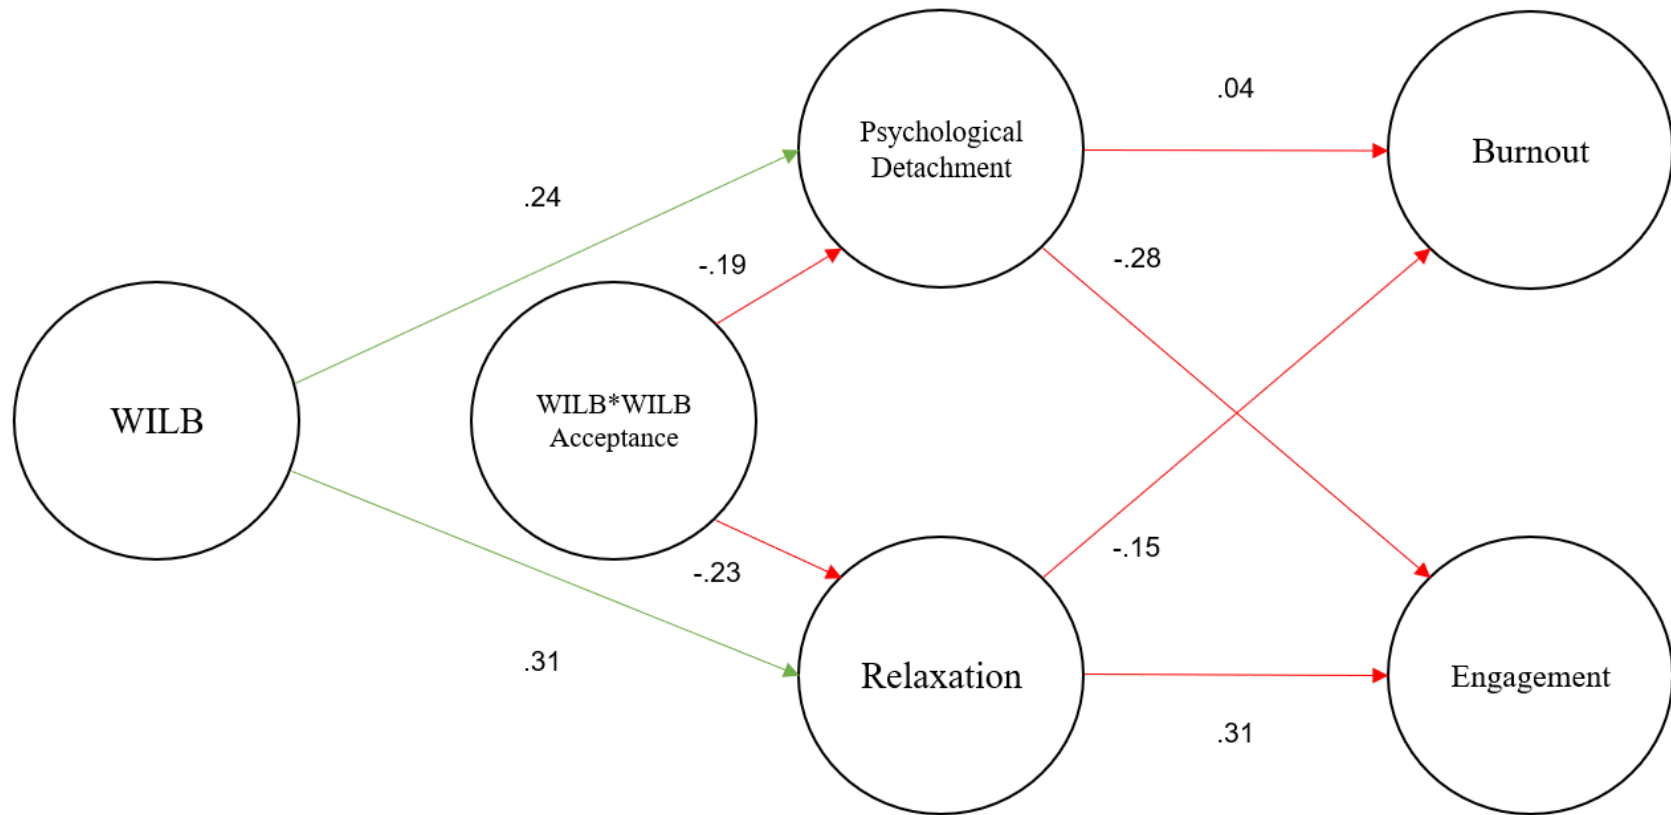 Psychological
Detachment
.04
Burnout
.24
-.19
-.28
WILB
WILB*WILB
Acceptance
-.23
-.15
.31
Relaxation
.31
Engagement